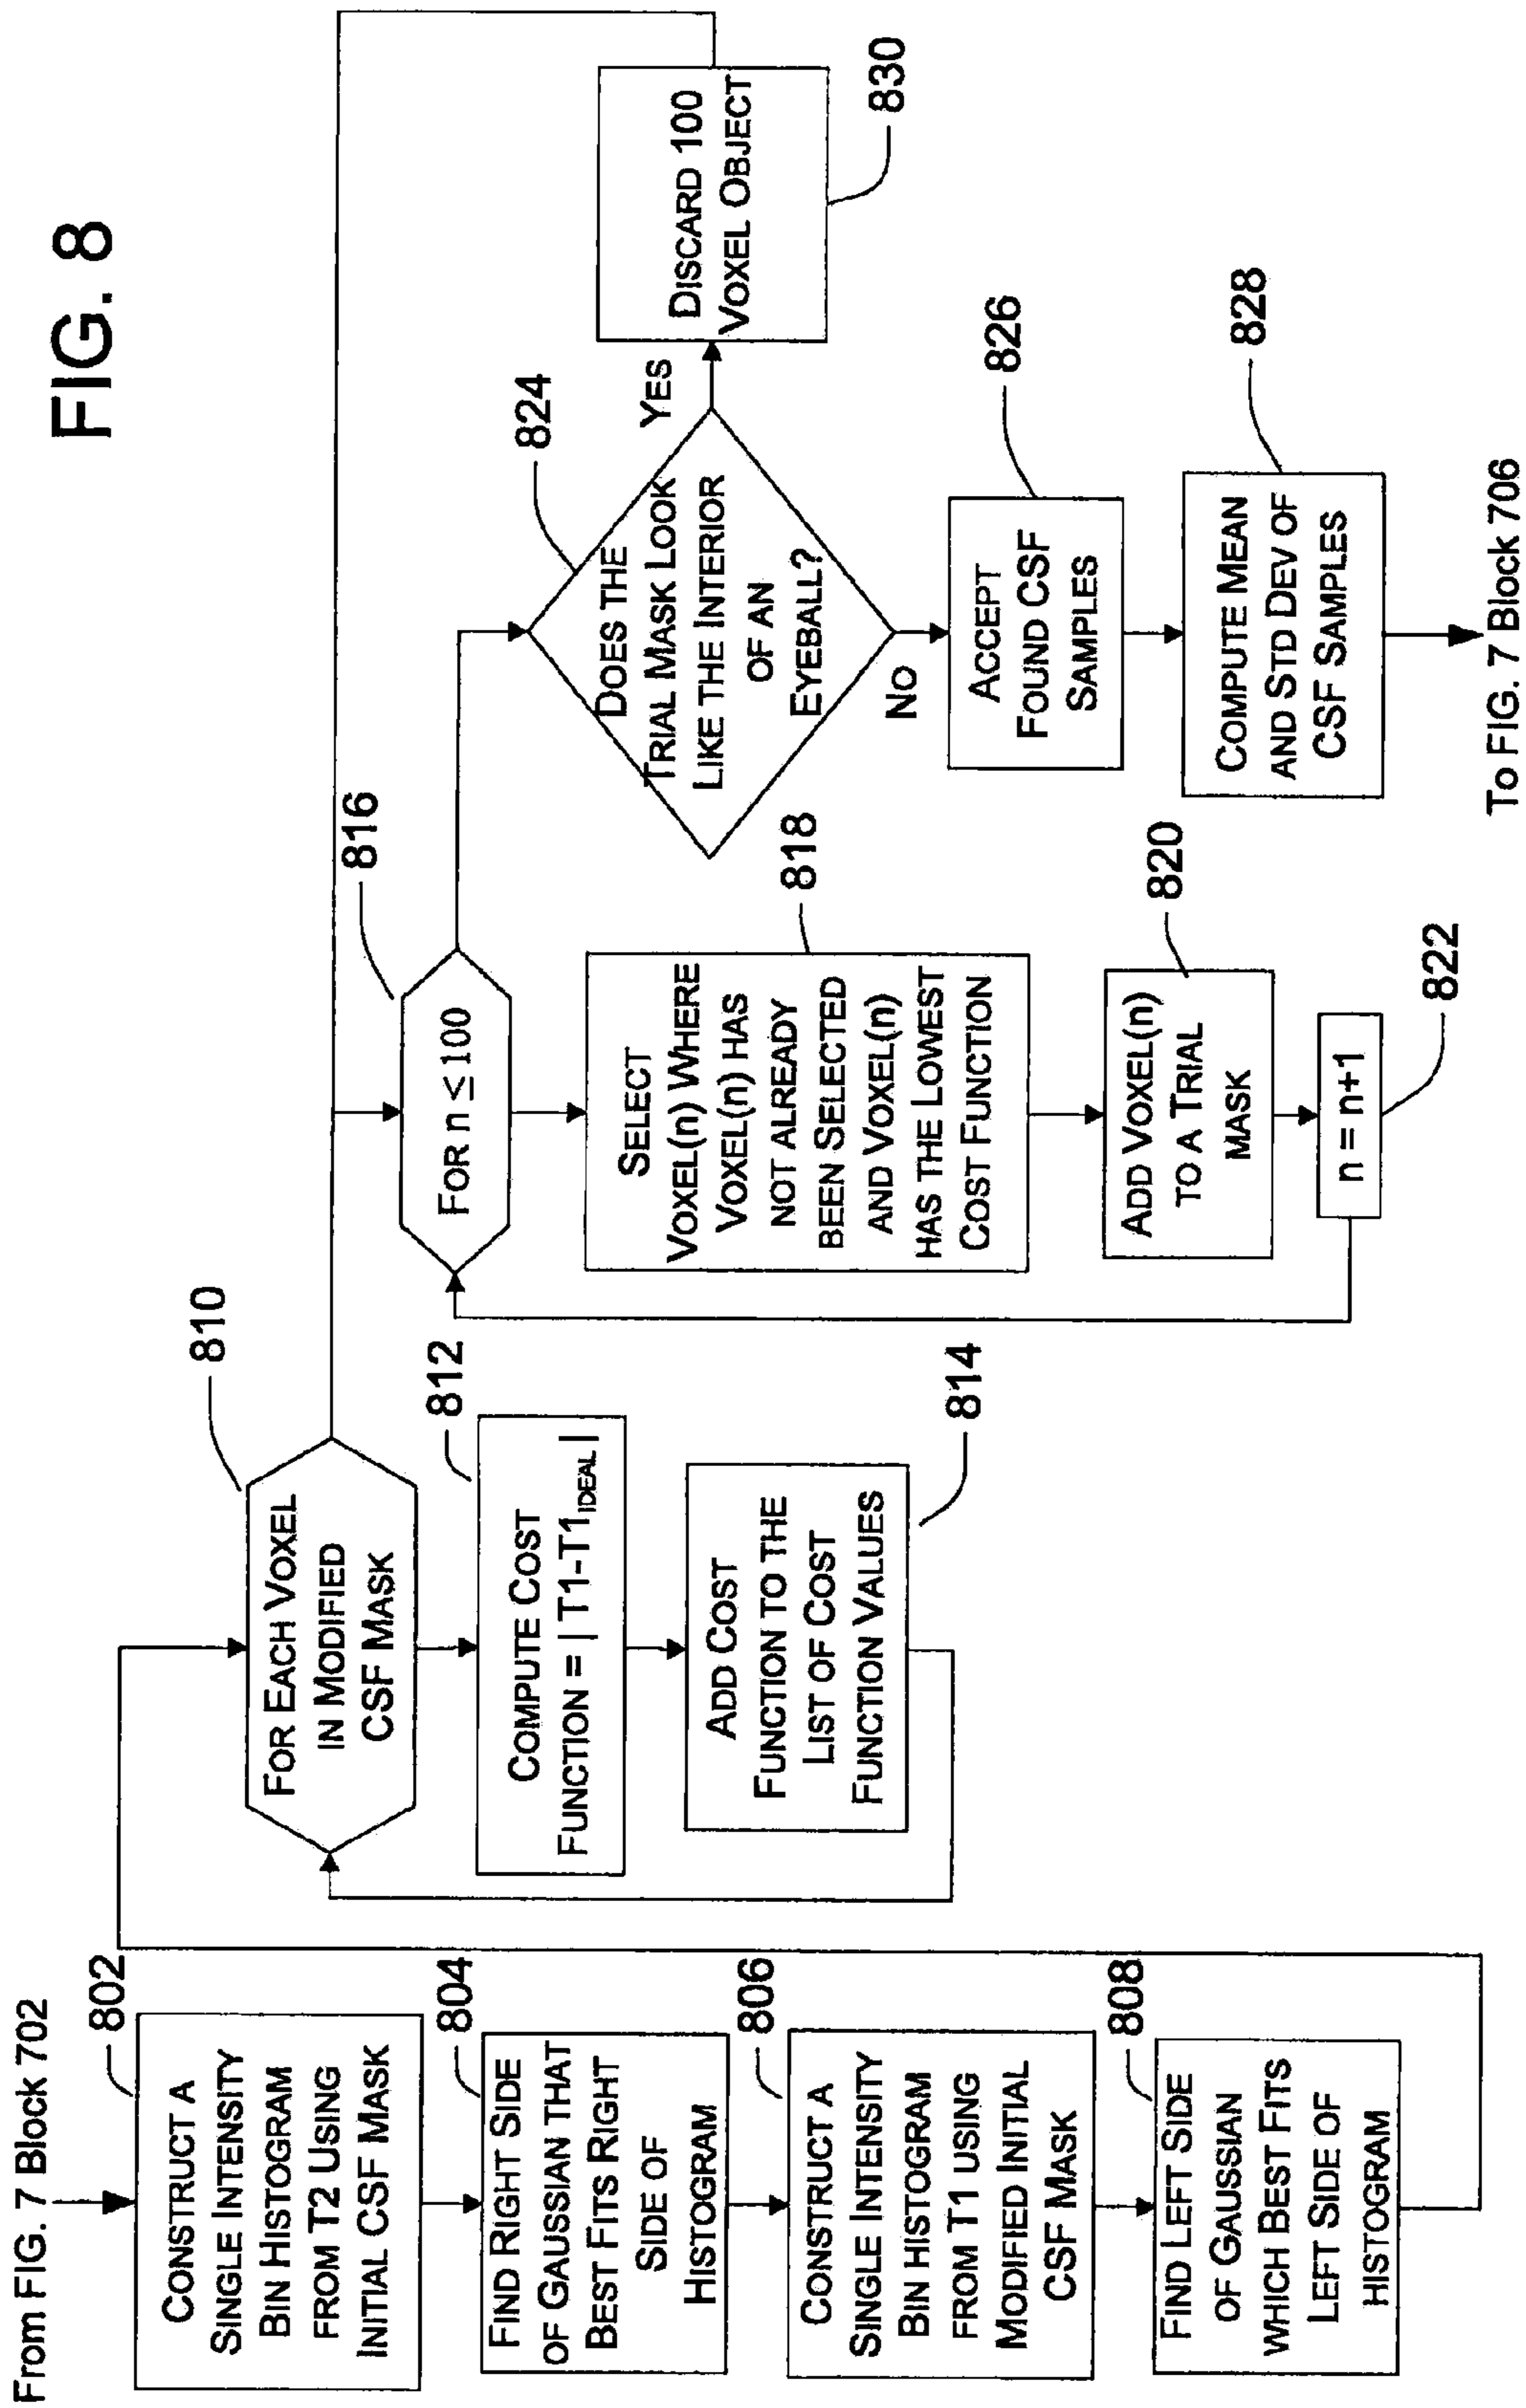 FIG. 8
From FIG. 7 Block 702
802
CONSTRUCT A
SINGLE INTENSITY
BIN HISTOGRAM
FROM T2 USING
INITIAL CSF MASK
804
FIND RIGHT SIDE
OF GAUSSIAN THAT
BEST FITS RIGHT
SIDE OF
HISTOGRAM
806
CONSTRUCT A
SINGLE INTENSITY
BIN HISTOGRAM
FROM T1 USING
MODIFIED INITIAL
CSF MASK
808
FIND LEFT SIDE
OF GAUSSIAN
WHICH BEST FITS
LEFT SIDE OF
HISTOGRAM
810
FOR EACH VOXEL
IN MODIFIED
CSF MASK
812
COMPUTE COST
FUNCTION = | T1-T1IDEAL |
814
ADD COST
FUNCTION TO THE
LIST OF COST
FUNCTION VALUES
816
FOR n ≤ 100
818
SELECT
VOXEL(n) WHERE
VOXEL(n) HAS
NOT ALREADY
BEEN SELECTED
AND VOXEL(n)
HAS THE LOWEST
COST FUNCTION
820
ADD VOXEL(n)
TO A TRIAL
MASK
822
n = n+1
824
DOES THE
TRIAL MASK LOOK
LIKE THE INTERIOR
OF AN
EYEBALL?
YES
NO
830
DISCARD 100
VOXEL OBJECT
826
ACCEPT
FOUND CSF
SAMPLES
828
COMPUTE MEAN
AND STD DEV OF
CSF SAMPLES
To FIG. 7 Block 706